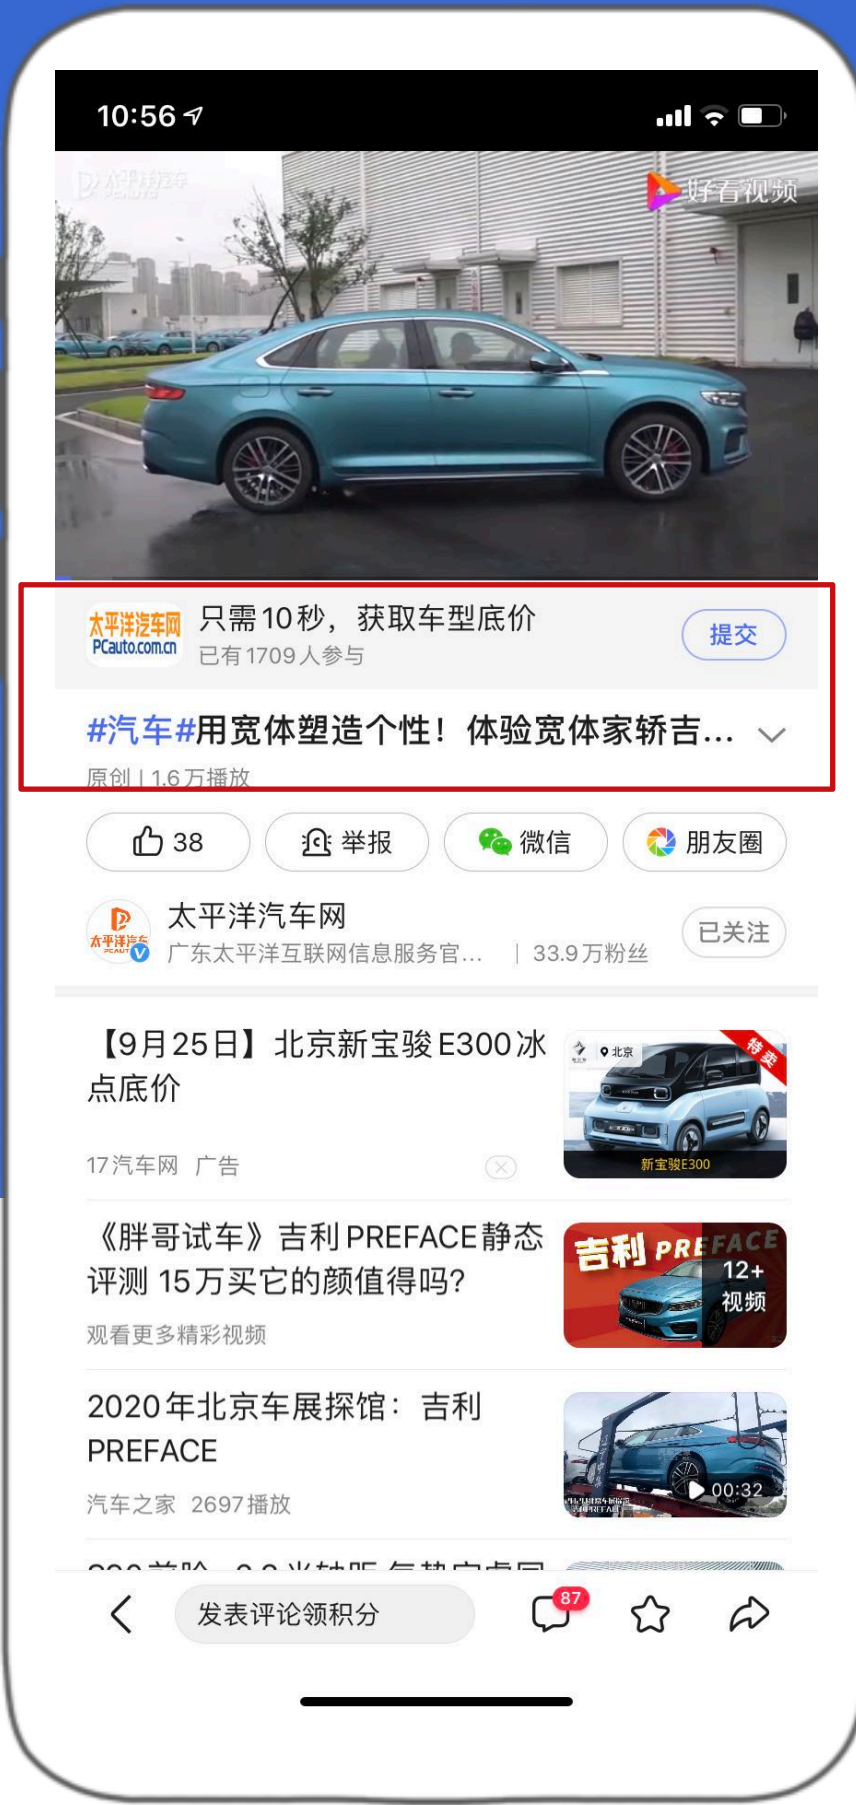 10:56
太平洋汽车
PCAUTO
好看视频
太平洋汽车网
PCauto.com.cn
只需10秒，获取车型底价
已有1709人参与
提交
#汽车#用宽体塑造个性！体验宽体家轿吉...
原创 | 1.6万播放
38
举报
微信
朋友圈
太平洋汽车网
广东太平洋互联网信息服务官... | 33.9万粉丝
已关注
【9月25日】北京新宝骏E300冰
点底价
17汽车网 广告
北京
特卖
新宝骏E300
《胖哥试车》吉利PREFACE静态
评测 15万买它的颜值得吗?
观看更多精彩视频
吉利 PREFACE
12+
视频
2020年北京车展探馆：吉利
PREFACE
汽车之家 2697播放
00:32
发表评论领积分
87